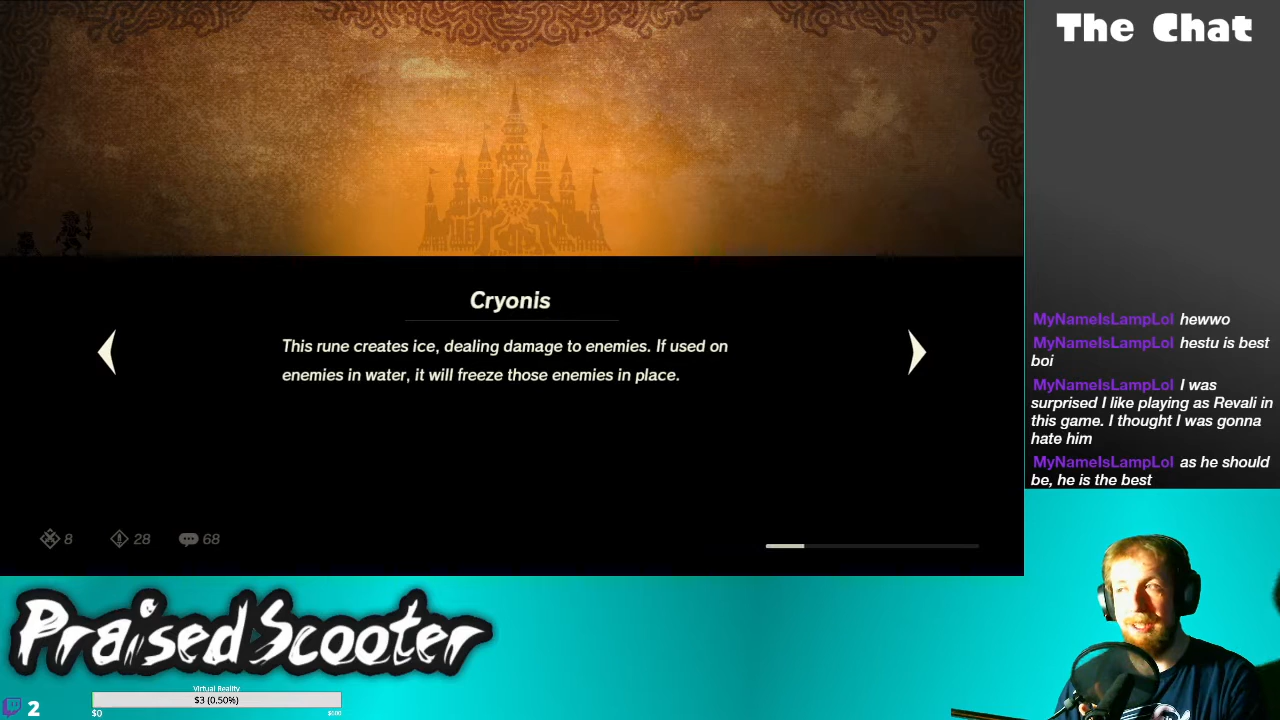 The Chat
Cryonis
This rune creates ice, dealing damage to enemies. If used on
enemies in water, it will freeze those enemies in place.
8
28
68
MyNameIsLampLol hewwo
MyNameIsLampLol hestu is best
boi
MyNameIsLampLol I was
surprised I like playing as Revali in
this game. I thought I was gonna
hate him
MyNameIsLampLol as he should
be, he is the best
PraisedScooter
Virtual Reality
$3 (0.50%)
$0
2